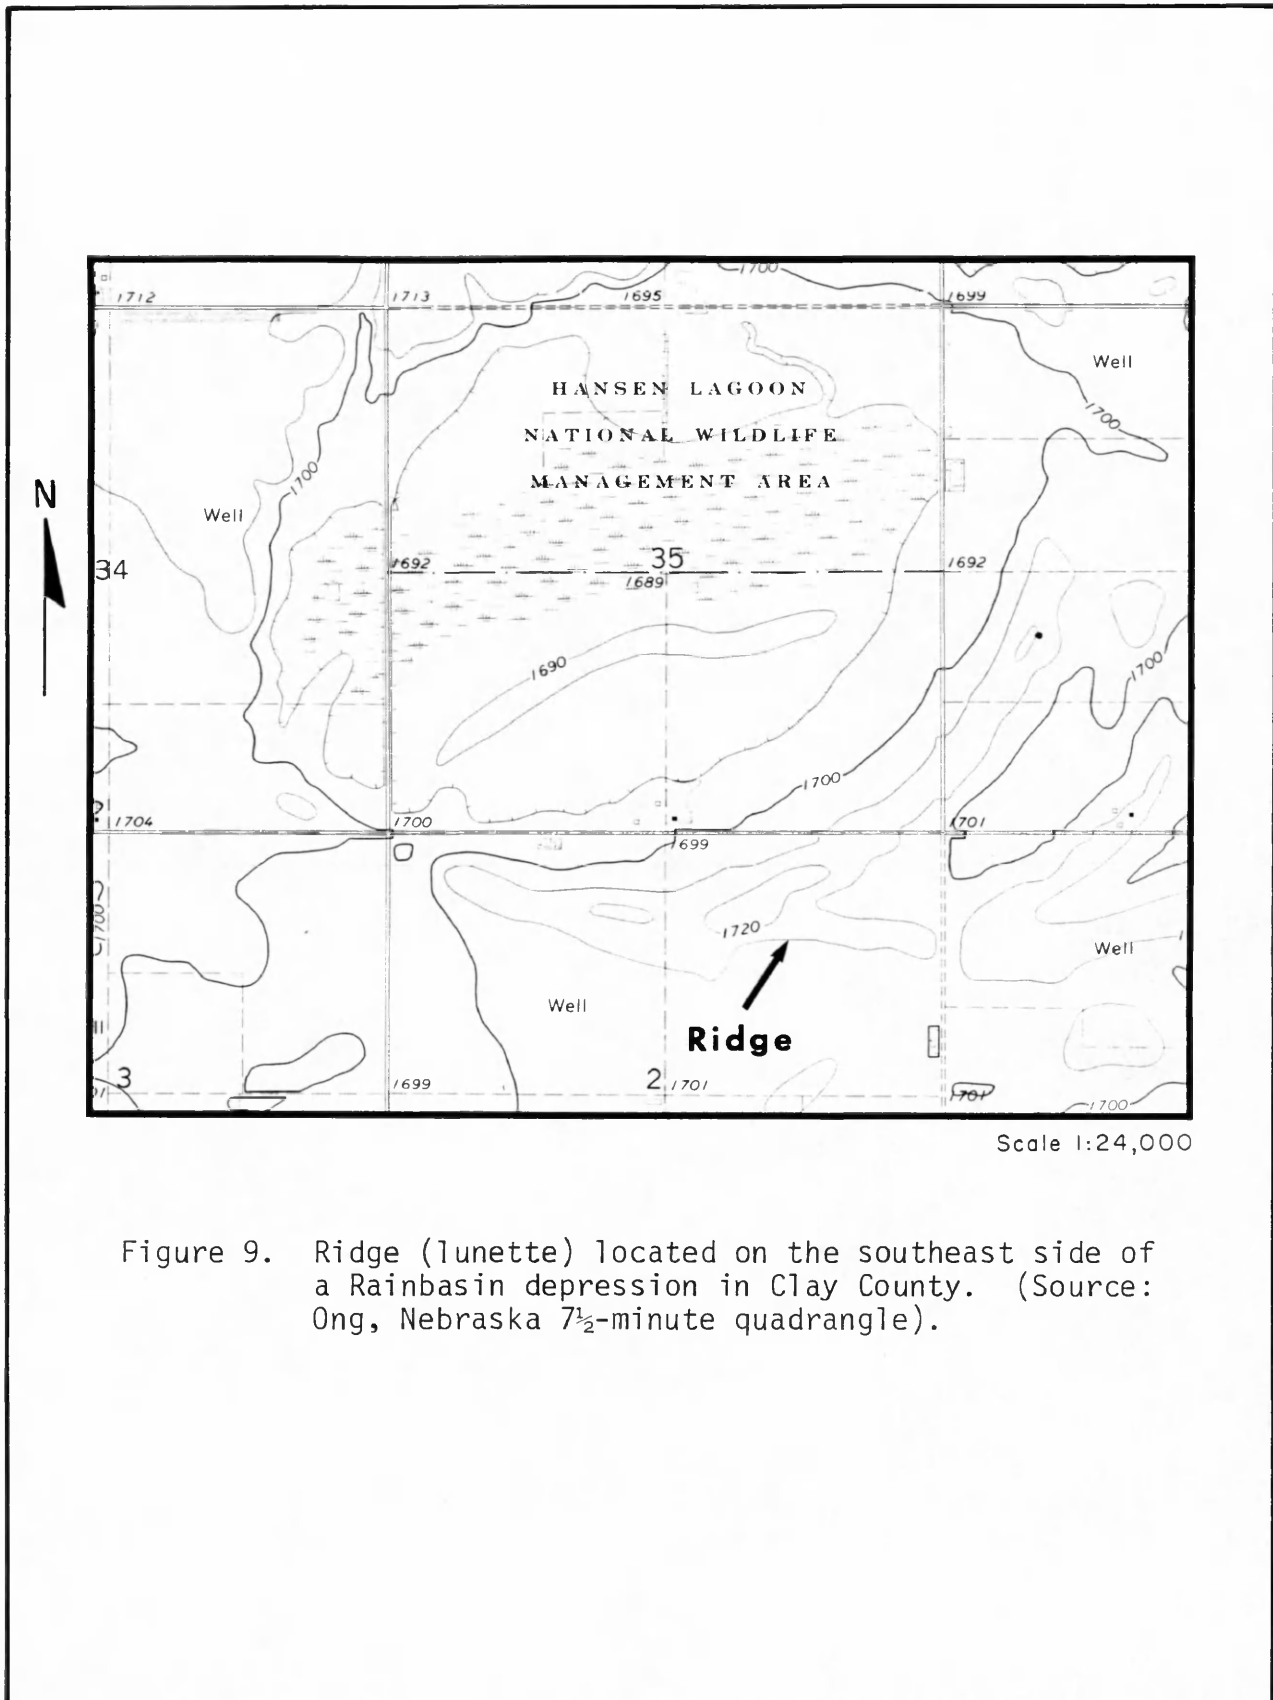 1700
1712 1713 1695 1699
Well
HANSEN LAGOON
1700
NATIONAL WILDLIFE
1700
MANAGEMENT AREA
N
Well
34 1692 35 1692
1689
1690
1700
1700
1704 1700 1701
1699
1700
1720
Well
Well
Ridge
3 1699 2 1701 1701
1700
Scale 1:24,000
Figure 9. Ridge (lunette) located on the southeast side of
a Rainbasin depression in Clay County. (Source:
Ong, Nebraska 7½-minute quadrangle).